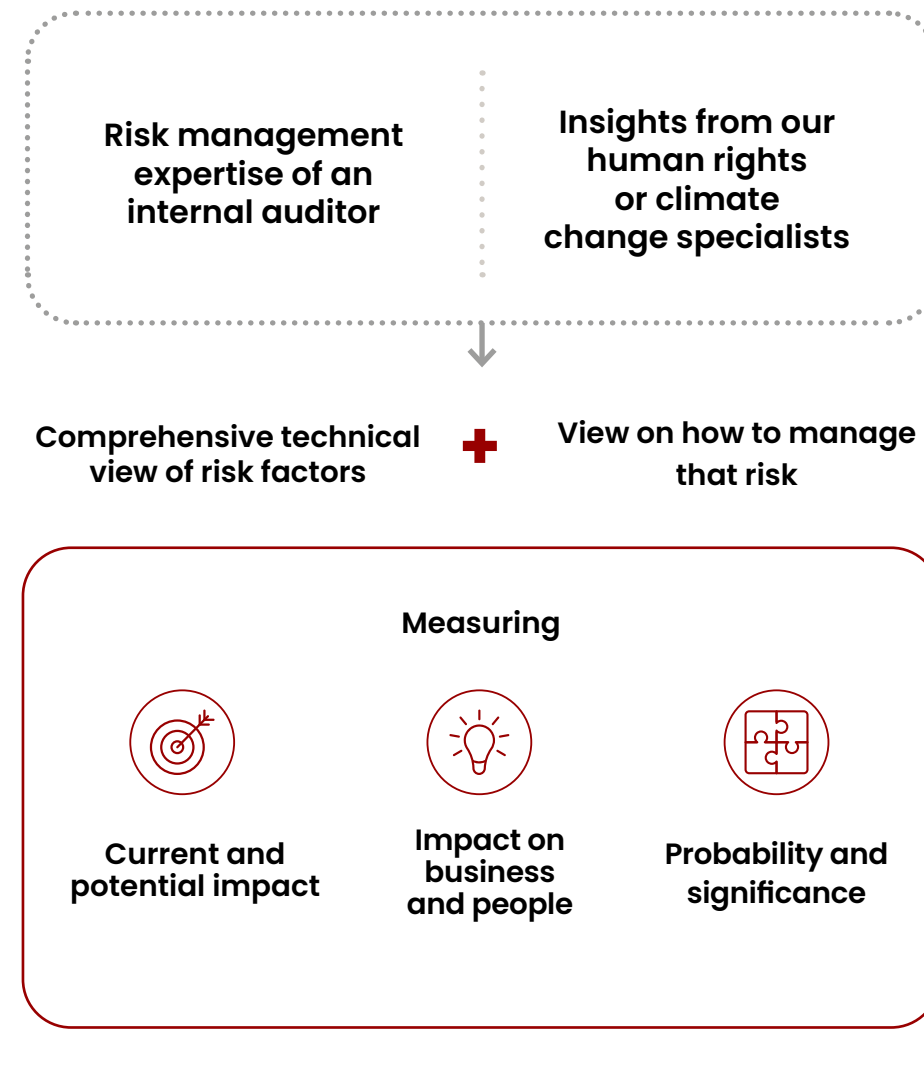 Risk management
expertise of an
internal auditor
Insights from our
human rights
or climate
change specialists
Comprehensive technical
view of risk factors
View on how to manage
that risk
Measuring
Current and
potential impact
Impact on
business
and people
Probability and
significance